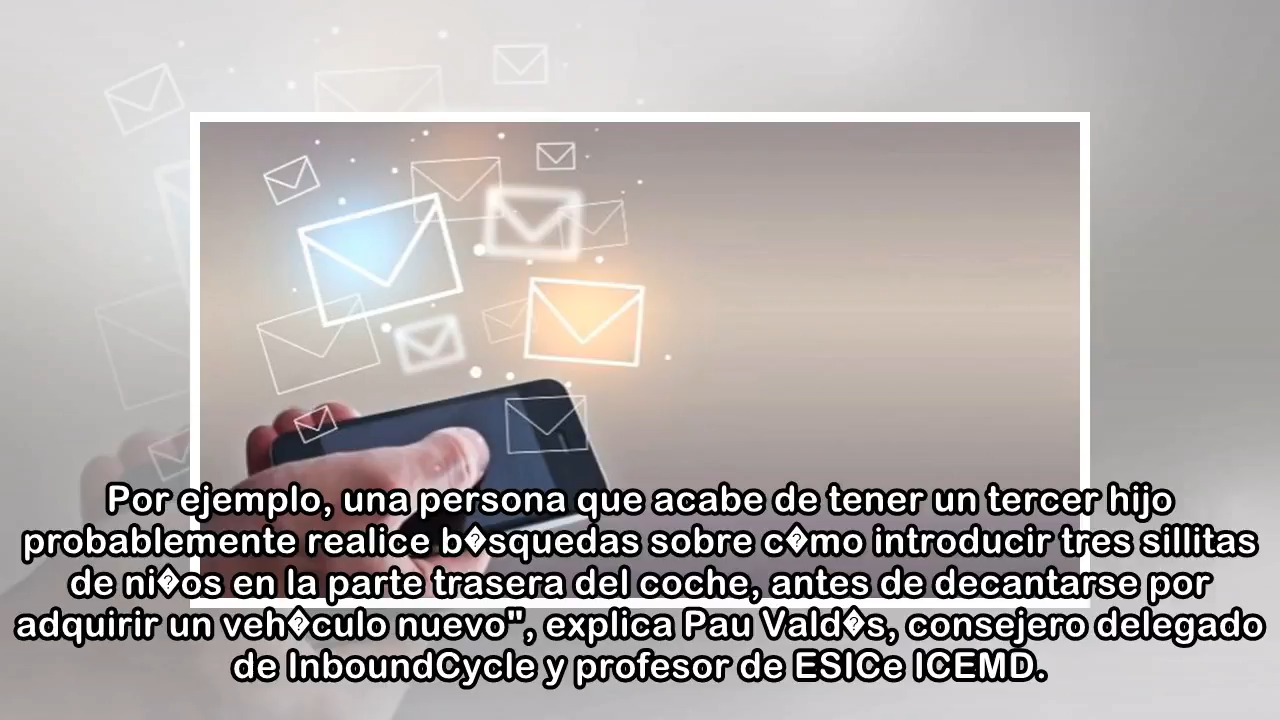 Por ejemplo, una persona que acabe de tener un tercer hijo
probablemente realice b�squedas sobre c�mo introducir tres sillitas
de ni�os en la parte trasera del coche, antes de decantarse por
adquirir un veh�culo nuevo", explica Pau Vald�s, consejero delegado
de InboundCycle y profesor de ESICe ICEMD.